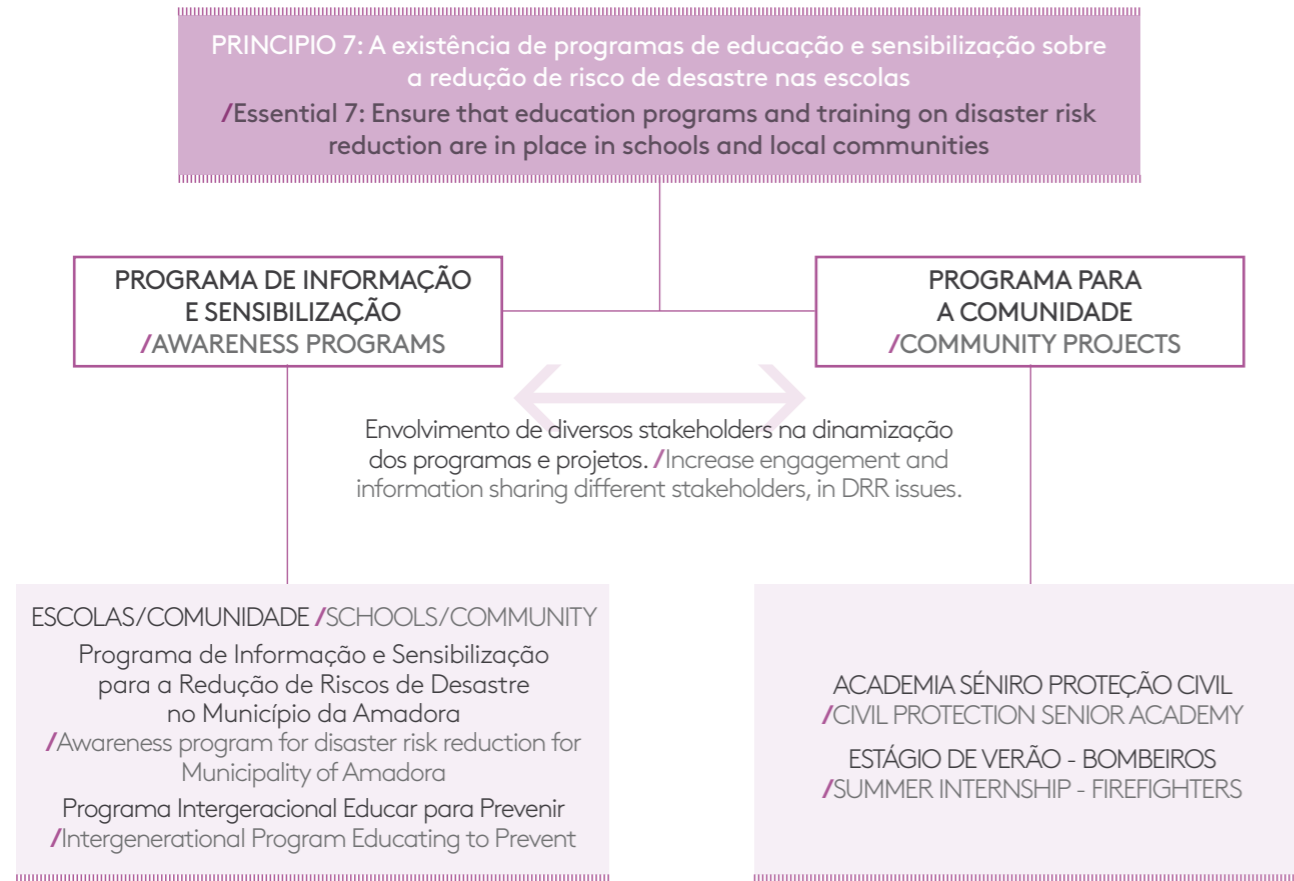 PRINCIPIO 7: A existência de programas de educação e sensibilização sobre
a redução de risco de desastre nas escolas
/Essential 7: Ensure that education programs and training on disaster risk
reduction are in place in schools and local communities
PROGRAMA DE INFORMAÇÃO
E SENSIBILIZAÇÃO
/AWARENESS PROGRAMS
PROGRAMA PARA
A COMUNIDADE
/COMMUNITY PROJECTS
Envolvimento de diversos stakeholders na dinamização
dos programas e projetos. /Increase engagement and
information sharing different stakeholders, in DRR issues.
ESCOLAS/COMUNIDADE /SCHOOLS/COMMUNITY
Programa de Informação e Sensibilização
para a Redução de Riscos de Desastre
no Município da Amadora
/Awareness program for disaster risk reduction for
Municipality of Amadora
Programa Intergeracional Educar para Prevenir
/Intergenerational Program Educating to Prevent
ACADEMIA SÉNIRO PROTEÇÃO CIVIL
/CIVIL PROTECTION SENIOR ACADEMY
ESTÁGIO DE VERÃO - BOMBEIROS
/SUMMER INTERNSHIP - FIREFIGHTERS